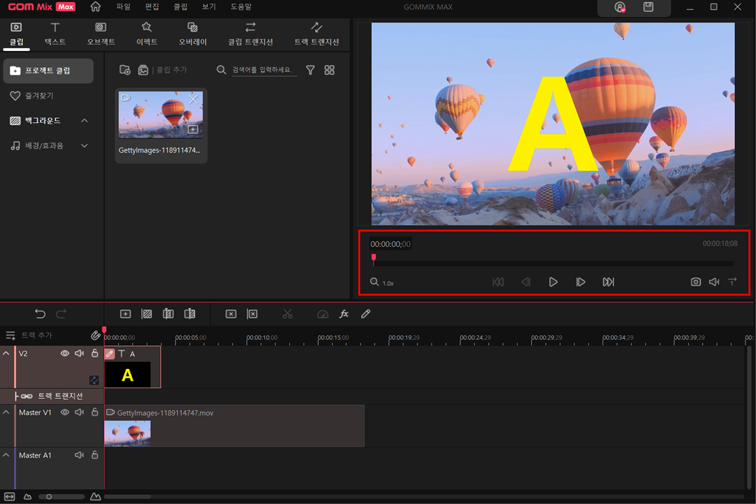 GOM Mix Max 파일 편집 클립 보기 도움말 GOMMIX MAX
클립 텍스트 오브젝트 이펙트 오버레이 클립 트랜지션 트랙 트랜지션
프로젝트 클립
클립 추가
검색어를 입력하세요.
즐겨찾기
백그라운드
배경/효과음
GettyImages-118911474...
A
00:00:00;00
00:00:18;08
1.0x
트랙 추가
00:00:00;00 00:00:05;00 00:00:10;00 00:00:15;00 00:00:19;29 00:00:24;29 00:00:29;29 00:00:34;29 00:00:39;29 00:
V2
T A
A
트랙 트랜지션
Master V1
GettyImages-1189114747.mov
Master A1